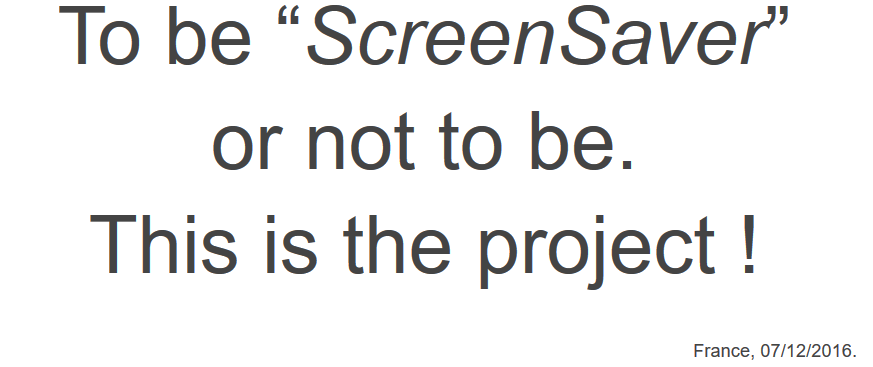 To be “ScreenSaver”
or not to be.
This is the project !
France, 07/12/2016.